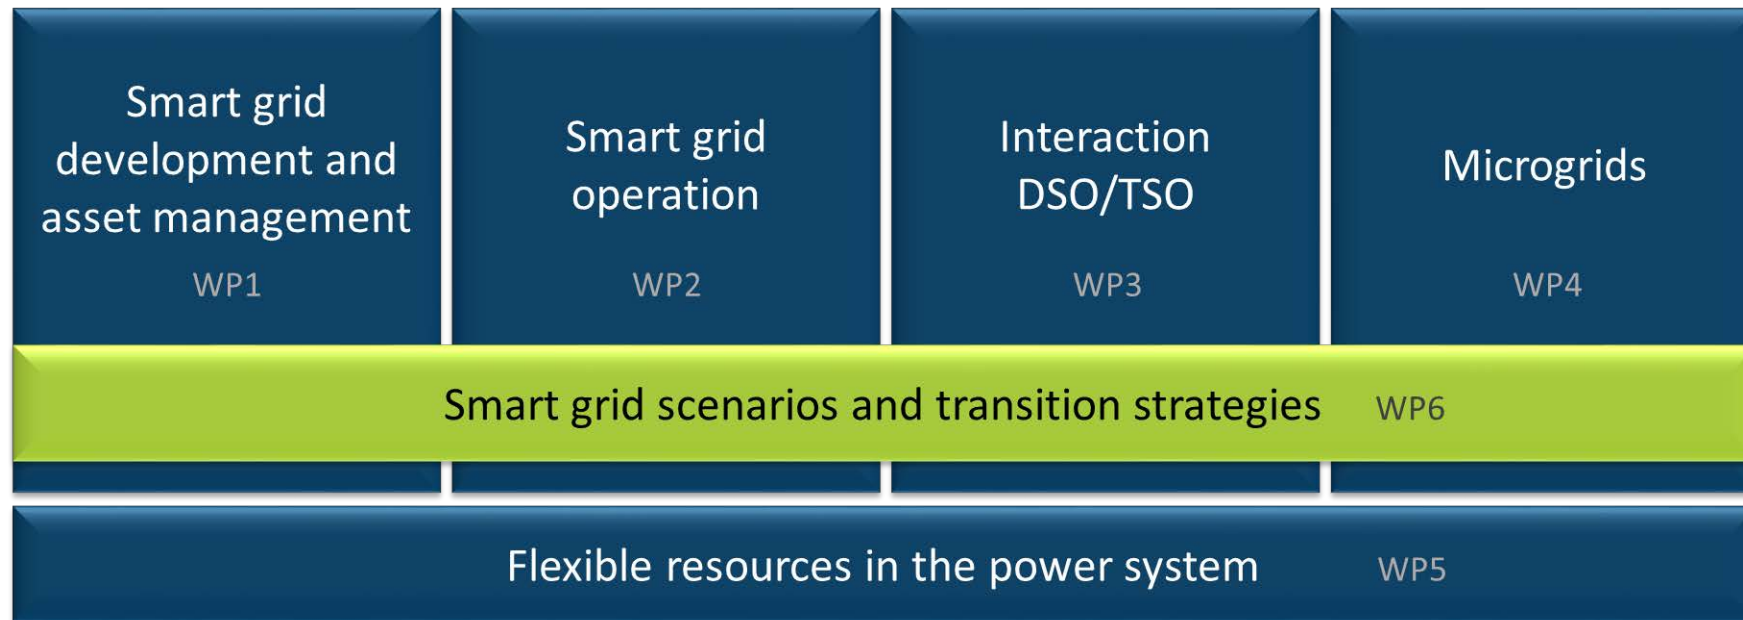 Smart grid
development and
asset management
WP1
Smart grid
operation
WP2
Interaction
DSO/TSO
WP3
Microgrids
WP4
Smart grid scenarios and transition strategies WP6
Flexible resources in the power system WP5